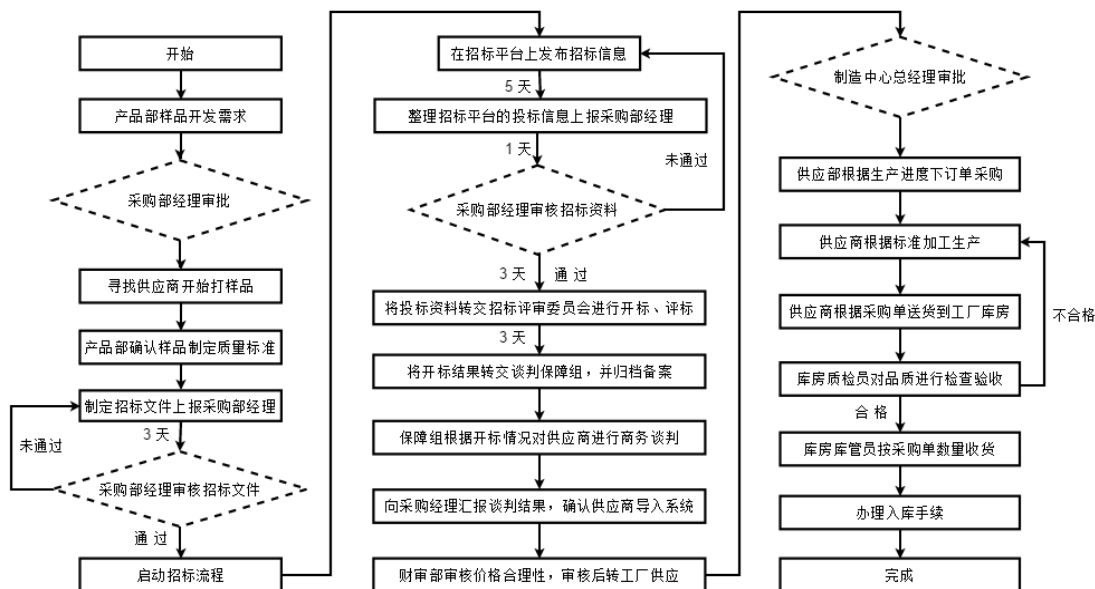 开始
产品部样品开发需求
采购部经理审批
寻找供应商开始打样品
产品部确认样品制定质量标准
制定招标文件上报采购部经理
3 天
未通过
采购部经理审核招标文件
通 过
启动招标流程
在招标平台上发布招标信息
5 天
整理招标平台的投标信息上报采购部经理
1 天
未通过
采购部经理审核招标资料
3 天
通 过
将投标资料转交招标评审委员会进行开标、评标
3 天
将开标结果转交谈判保障组，并归档备案
保障组根据开标情况对供应商进行商务谈判
向采购经理汇报谈判结果，确认供应商导入系统
财审部审核价格合理性，审核后转工厂供应
制造中心总经理审批
供应部根据生产进度下订单采购
供应商根据标准加工生产
供应商根据采购单送货到工厂库房
不合格
库房质检员对品质进行检查验收
合 格
库房库管员按采购单数量收货
办理入库手续
完成